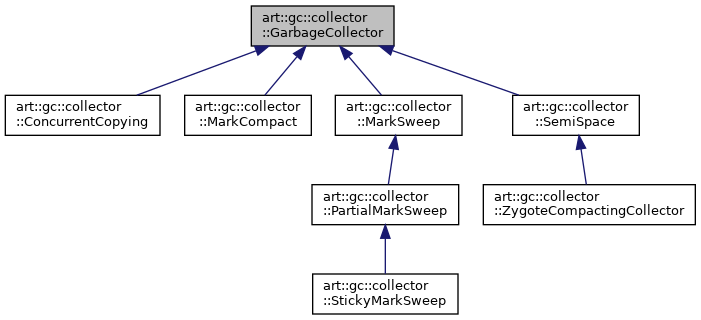 art::gc::collector
::GarbageCollector
art::gc::collector
::ConcurrentCopying
art::gc::collector
::MarkCompact
art::gc::collector
::MarkSweep
art::gc::collector
::SemiSpace
art::gc::collector
::PartialMarkSweep
art::gc::collector
::ZygoteCompactingCollector
art::gc::collector
::StickyMarkSweep